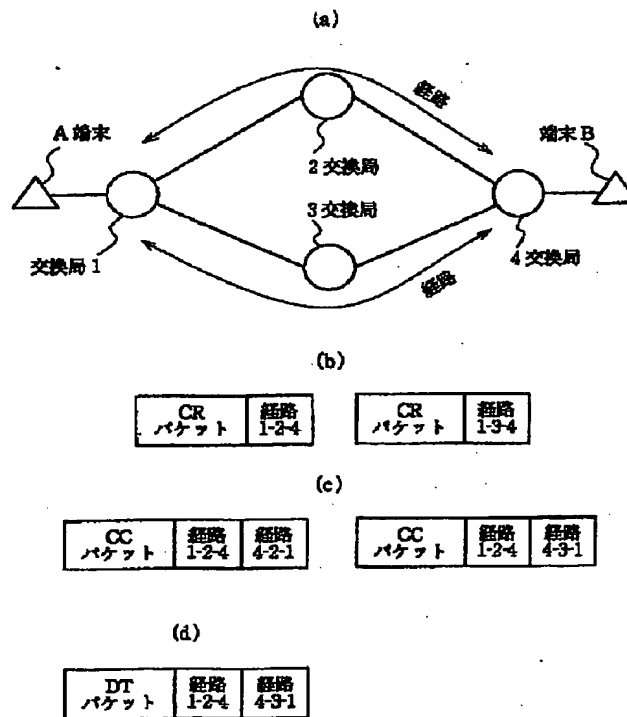 (a)
経路
A 端末
端末 B
2 交換局
3 交換局
交換局 1
4 交換局
経路
(b)
CR
パケット
経路
1-2-4
CR
パケット
経路
1-3-4
(c)
CC
パケット
経路
1-2-4
経路
4-2-1
CC
パケット
経路
1-2-4
経路
4-3-1
(d)
DT
パケット
経路
1-2-4
経路
4-3-1